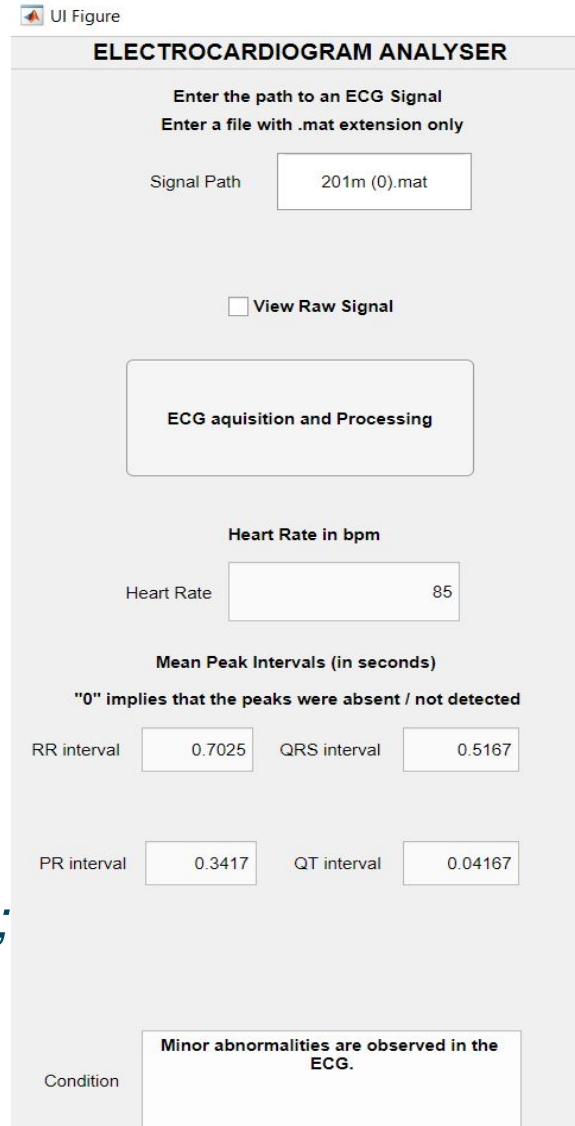 UI Figure
ELECTROCARDIOGRAM ANALYSER
Enter the path to an ECG Signal
Enter a file with .mat extension only
Signal Path 201m (0).mat
View Raw Signal
ECG aquisition and Processing
Heart Rate in bpm
Heart Rate 85
Mean Peak Intervals (in seconds)
"0" implies that the peaks were absent / not detected
RR interval 0.7025 QRS interval 0.5167
PR interval 0.3417 QT interval 0.04167
;
Condition Minor abnormalities are observed in the
ECG.